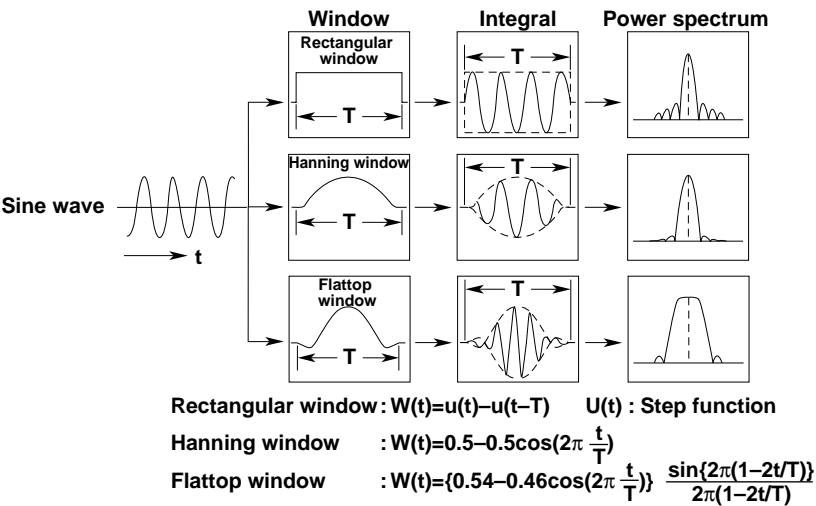 Window Integral Power spectrum
Rectangular
window
T
T
Hanning window
T
T
Sine wave
t
Flattop
window
T
T
Rectangular window : W(t)=u(t)–u(t–T) U(t) : Step function
Hanning window : W(t)=0.5–0.5cos(2π t/T)
Flattop window : W(t)={0.54–0.46cos(2π t/T)} sin{2π(1–2t/T)}/2π(1–2t/T)